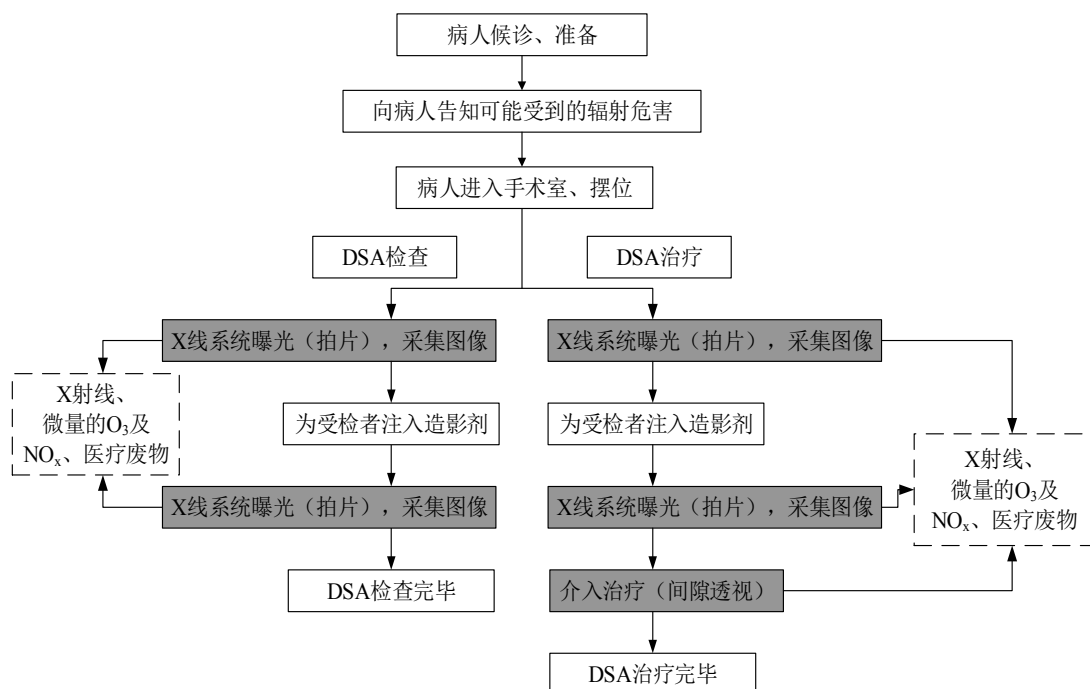 病人候诊、准备
向病人告知可能受到的辐射危害
病人进入手术室、摆位
DSA检查
DSA治疗
X线系统曝光（拍片），采集图像
X线系统曝光（拍片），采集图像
X射线、
微量的O₃及
NOₓ、医疗废物
为受检者注入造影剂
为受检者注入造影剂
X射线、
微量的O₃及
NOₓ、医疗废物
X线系统曝光（拍片），采集图像
X线系统曝光（拍片），采集图像
DSA检查完毕
介入治疗（间隙透视）
DSA治疗完毕